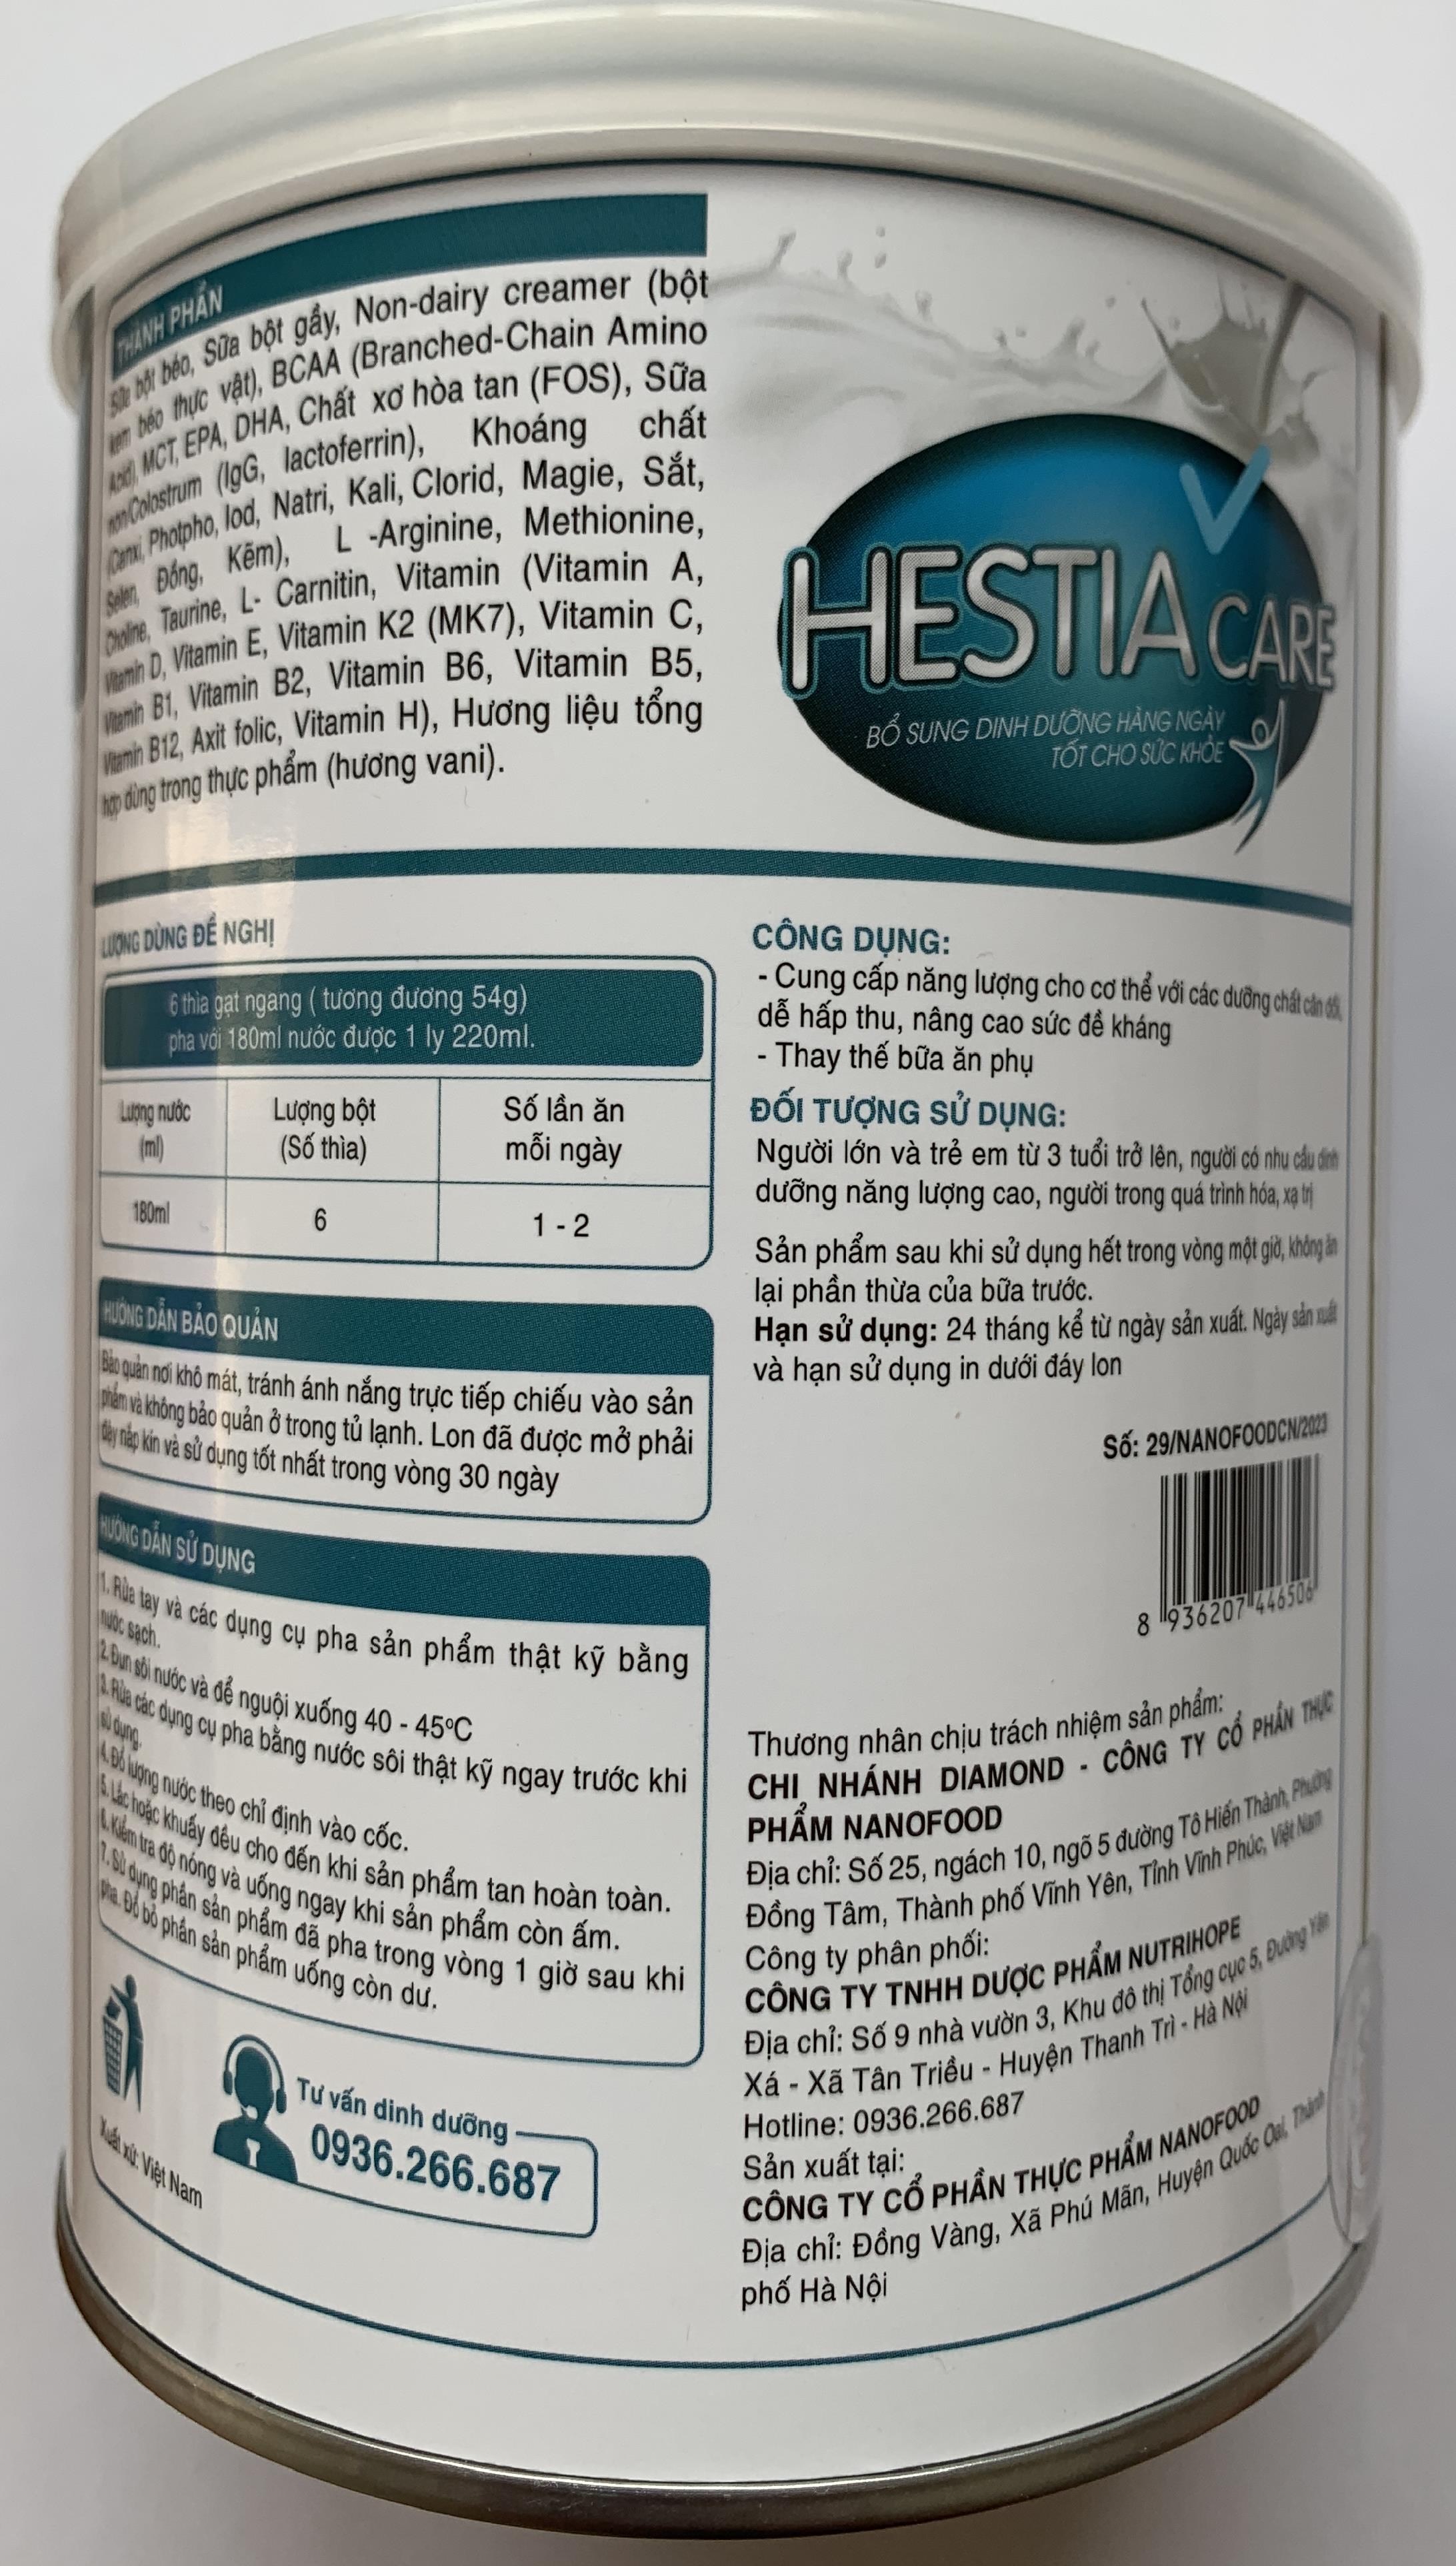 THÀNH PHẦN
Sữa bột béo, Sữa bột gầy, Non-dairy creamer (bột
kem béo thực vật), BCAA (Branched-Chain Amino
Acid), MCT, EPA, DHA, Chất xơ hòa tan (FOS), Sữa
non/Colostrum (IgG, lactoferrin), Khoáng chất
(Canxi, Photpho, Iod, Natri, Kali, Clorid, Magie, Sắt,
Selen, Đồng, Kẽm), L -Arginine, Methionine,
Choline, Taurine, L- Carnitin, Vitamin (Vitamin A,
Vitamin D, Vitamin E, Vitamin K2 (MK7), Vitamin C,
Vitamin B1, Vitamin B2, Vitamin B6, Vitamin B5,
Vitamin B12, Axit folic, Vitamin H), Hương liệu tổng
hợp dùng trong thực phẩm (hương vani).
HESTIA CARE
BỔ SUNG DINH DƯỠNG HÀNG NGÀY
TỐT CHO SỨC KHỎE
LƯỢNG DÙNG ĐỀ NGHỊ
6 thìa gạt ngang ( tương đương 54g)
pha với 180ml nước được 1 ly 220ml.
Lượng nước
(ml)
Lượng bột
(Số thìa)
Số lần ăn
mỗi ngày
180ml
6
1 - 2
HƯỚNG DẪN BẢO QUẢN
Bảo quản nơi khô mát, tránh ánh nắng trực tiếp chiếu vào sản
phẩm và không bảo quản ở trong tủ lạnh. Lon đã được mở phải
đậy nắp kín và sử dụng tốt nhất trong vòng 30 ngày
HƯỚNG DẪN SỬ DỤNG
1. Rửa tay và các dụng cụ pha sản phẩm thật kỹ bằng
nước sạch.
2. Đun sôi nước và để nguội xuống 40 - 45ºC
3. Rửa các dụng cụ pha bằng nước sôi thật kỹ ngay trước khi
sử dụng.
4. Đổ lượng nước theo chỉ định vào cốc.
5. Lắc hoặc khuấy đều cho đến khi sản phẩm tan hoàn toàn.
6. Kiểm tra độ nóng và uống ngay khi sản phẩm còn ấm.
7. Sử dụng phần sản phẩm đã pha trong vòng 1 giờ sau khi
pha. Đổ bỏ phần sản phẩm uống còn dư.
Tư vấn dinh dưỡng
0936.266.687
Xuất xứ: Việt Nam
CÔNG DỤNG:
- Cung cấp năng lượng cho cơ thể với các dưỡng chất cân đối,
dễ hấp thu, nâng cao sức đề kháng
- Thay thế bữa ăn phụ
ĐỐI TƯỢNG SỬ DỤNG:
Người lớn và trẻ em từ 3 tuổi trở lên, người có nhu cầu dinh
dưỡng năng lượng cao, người trong quá trình hóa, xạ trị
Sản phẩm sau khi sử dụng hết trong vòng một giờ, không ăn
lại phần thừa của bữa trước.
Hạn sử dụng: 24 tháng kể từ ngày sản xuất. Ngày sản xuất
và hạn sử dụng in dưới đáy lon
Số: 29/NANOFOODCN/2023
8 936207 446506
Thương nhân chịu trách nhiệm sản phẩm:
CHI NHÁNH DIAMOND - CÔNG TY CỔ PHẦN THỰC
PHẨM NANOFOOD
Địa chỉ: Số 25, ngách 10, ngõ 5 đường Tô Hiến Thành, Phường
Đồng Tâm, Thành phố Vĩnh Yên, Tỉnh Vĩnh Phúc, Việt Nam
Công ty phân phối:
CÔNG TY TNHH DƯỢC PHẨM NUTRIHOPE
Địa chỉ: Số 9 nhà vườn 3, Khu đô thị Tổng cục 5, Đường Yên
Xá - Xã Tân Triều - Huyện Thanh Trì - Hà Nội
Hotline: 0936.266.687
Sản xuất tại:
CÔNG TY CỔ PHẦN THỰC PHẨM NANOFOOD
Địa chỉ: Đồng Vàng, Xã Phú Mãn, Huyện Quốc Oai, Thành
phố Hà Nội